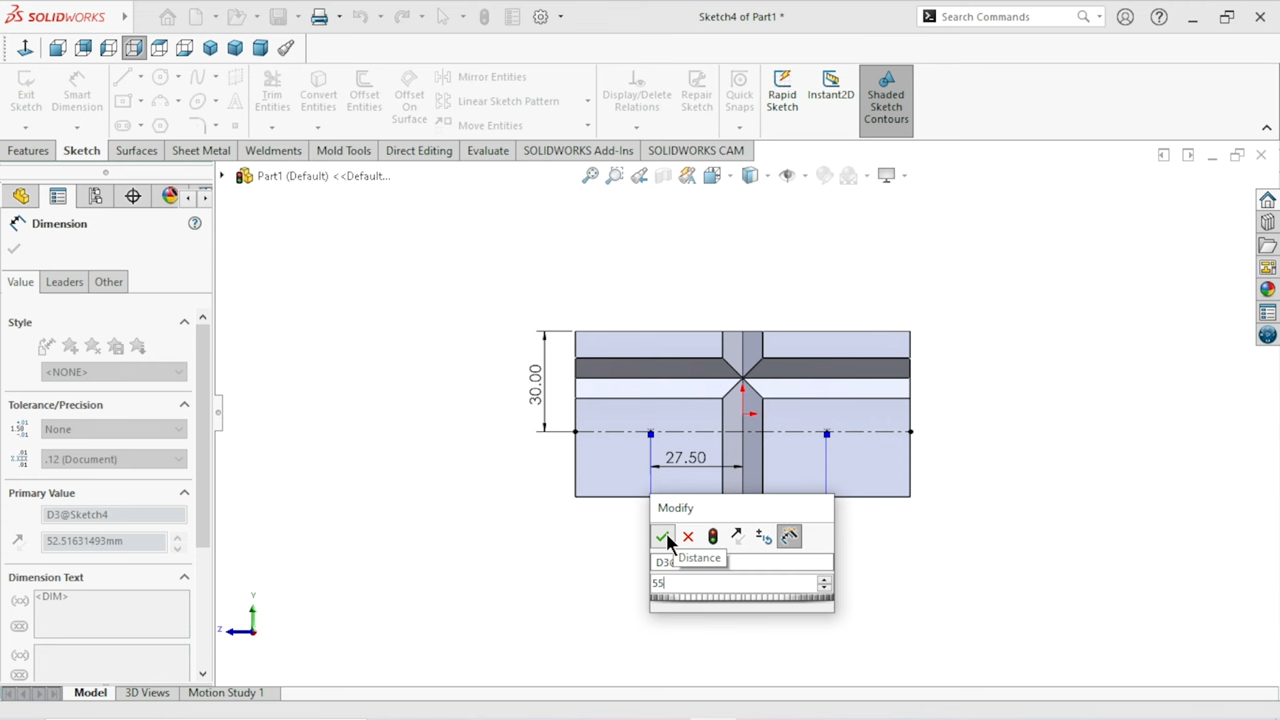 SOLIDWORKS
Sketch4 of Part1 *
Search Commands
Exit Sketch
Smart Dimension
Trim Entities
Convert Entities
Offset Entities
Offset On Surface
Mirror Entities
Linear Sketch Pattern
Move Entities
Display/Delete Relations
Repair Sketch
Quick Snaps
Rapid Sketch
Instant2D
Shaded Sketch Contours
Features
Sketch
Surfaces
Sheet Metal
Weldments
Mold Tools
Direct Editing
Evaluate
SOLIDWORKS Add-Ins
SOLIDWORKS CAM
Part1 (Default) <<Default...
Dimension
Value
Leaders
Other
Style
<NONE>
Tolerance/Precision
None
.12 (Document)
Primary Value
D3@Sketch4
52.51631493mm
Dimension Text
<DIM>
30.00
27.50
Modify
Distance
D3@
55
Y
Z
Model
3D Views
Motion Study 1